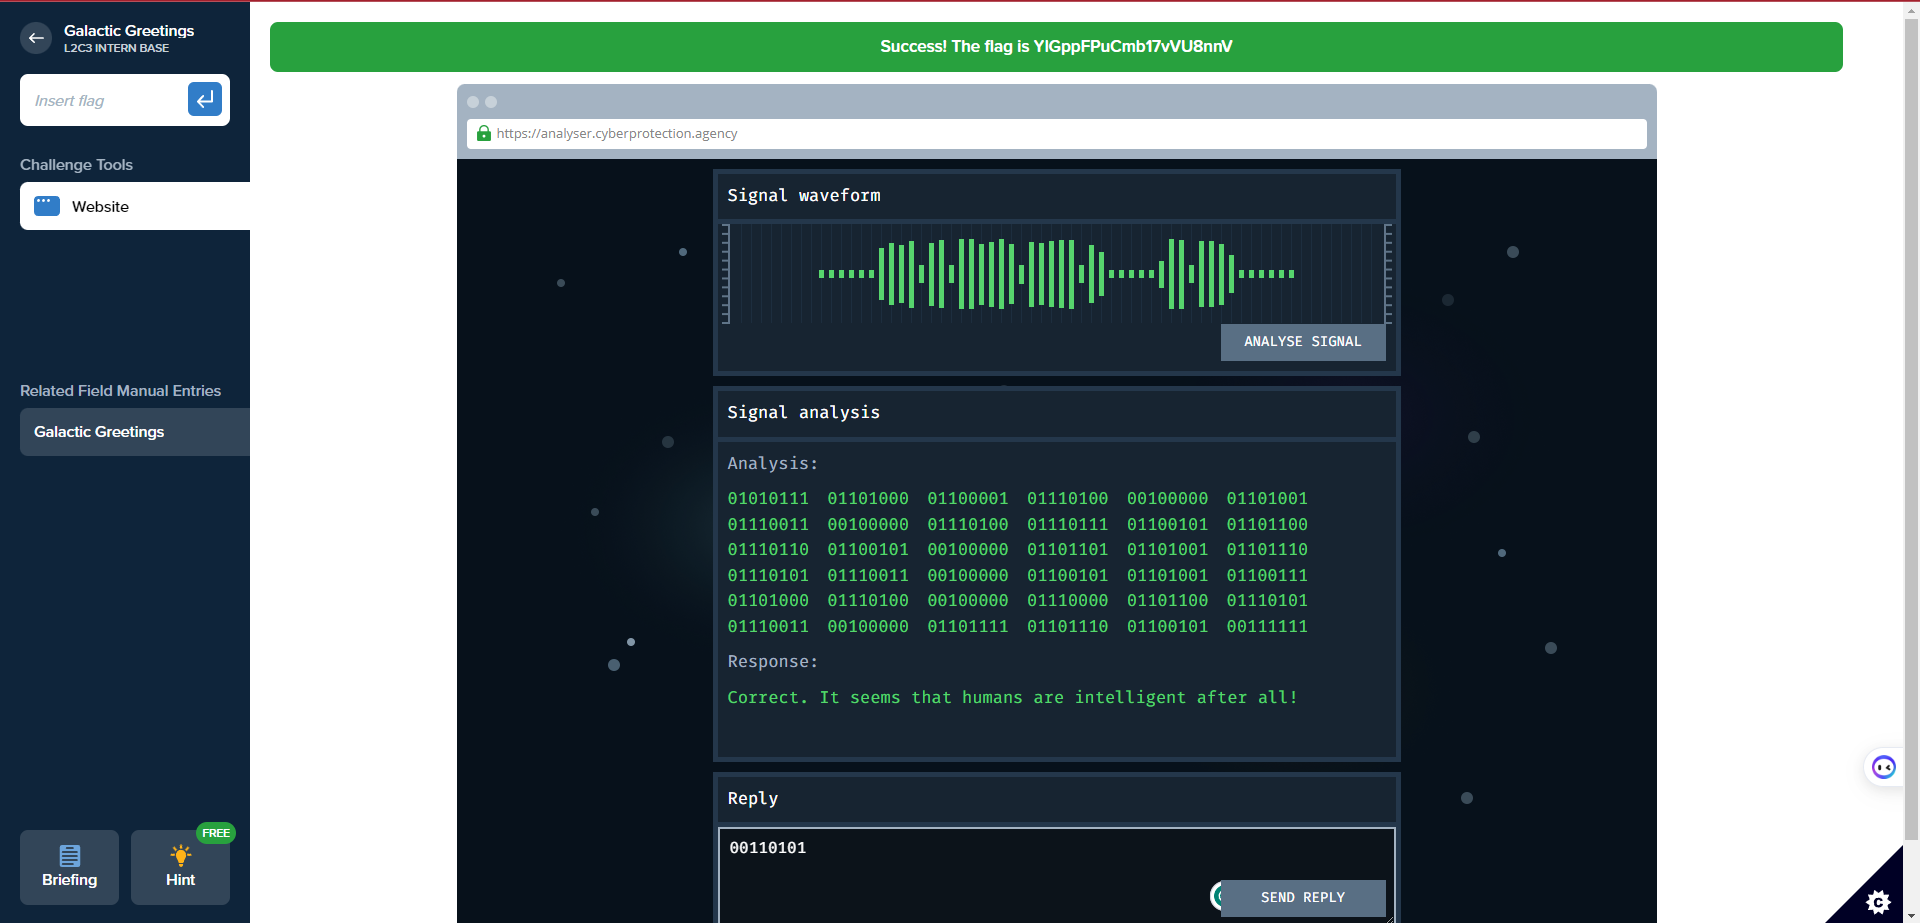 Galactic Greetings
L2C3 INTERN BASE
Insert flag
Challenge Tools
Website
Related Field Manual Entries
Galactic Greetings
FREE
Briefing
Hint
Success! The flag is YlGppFPuCmb17vVU8nnV
https://analyser.cyberprotection.agency
Signal waveform
ANALYSE SIGNAL
Signal analysis
Analysis:
01010111 01101000 01100001 01110100 00100000 01101001
01110011 00100000 01110100 01110111 01100101 01101100
01110110 01100101 00100000 01101101 01101001 01101110
01110101 01110011 00100000 01100101 01101001 01100111
01101000 01110100 00100000 01110000 01101100 01110101
01110011 00100000 01101111 01101110 01100101 00111111
Response:
Correct. It seems that humans are intelligent after all!
Reply
00110101
SEND REPLY